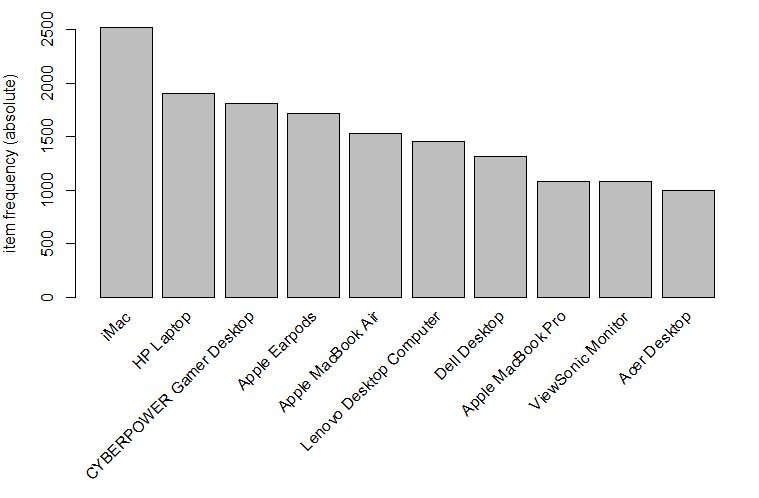 item frequency (absolute)
2500
2000
1500
1000
500
0
iMac
HP Laptop
CYBERPOWER Gamer Desktop
Apple Earpods
Apple MacBook Air
Lenovo Desktop Computer
Dell Desktop
Apple MacBook Pro
ViewSonic Monitor
Acer Desktop